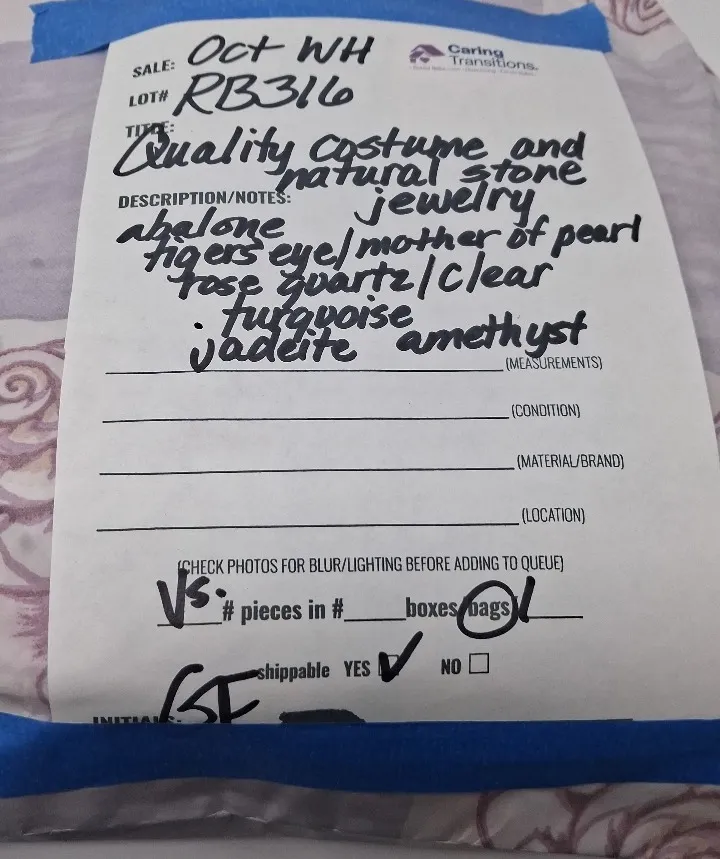 SALE: Oct WH
Caring
Transitions.
LOT# RB316
TITLE:
Quality costume and
natural stone
DESCRIPTION/NOTES: jewelry
abalone
tigers eye/mother of pearl
rose quartz/clear
turquoise
jadeite amethyst
(MEASUREMENTS)
(CONDITION)
(MATERIAL/BRAND)
(LOCATION)
(CHECK PHOTOS FOR BLUR/LIGHTING BEFORE ADDING TO QUEUE)
Vs. # pieces in # boxes/bags 1
shippable YES NO
INITIALS: